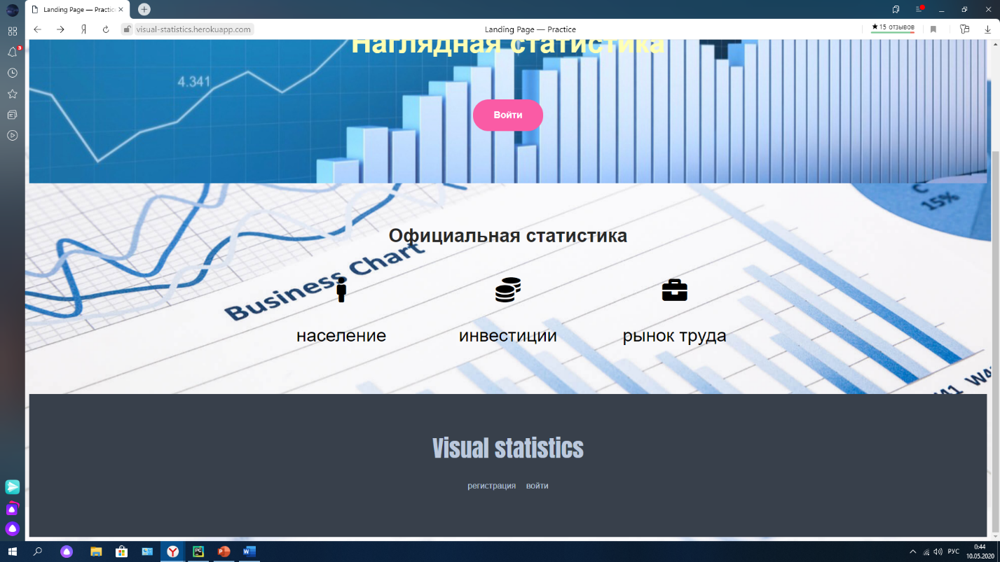 Landing Page — Practic
visual-statistics.herokuapp.com
Landing Page — Practice
★ 15 отзывов
3
Наглядная статистика
4.341
Войти
C
15%
Официальная статистика
Business Chart
население
инвестиции
рынок труда
Visual statistics
регистрация войти
РУС
0:44
10.05.2020